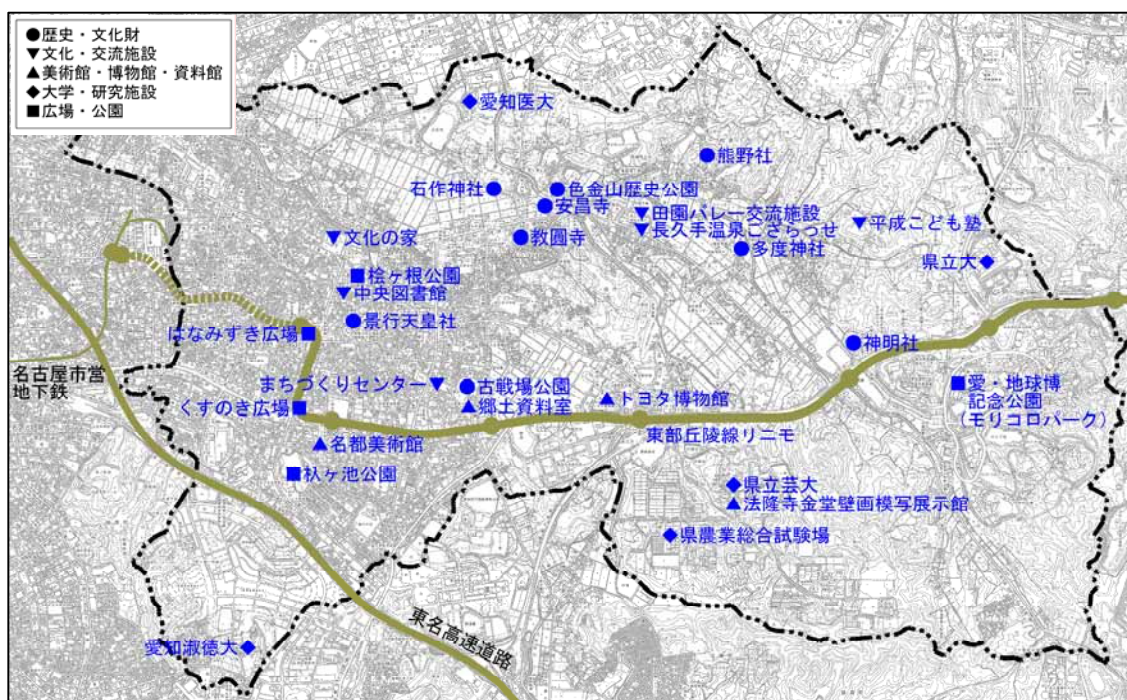 ●歴史・文化財
▼文化・交流施設
▲美術館・博物館・資料館
◆大学・研究施設
■広場・公園
◆愛知医大
●熊野社
石作神社●
●色金山歴史公園
●安昌寺
▼田園バレー交流施設
▼長久手温泉ござらっせ
▼平成こども塾
▼文化の家
●教圓寺
●多度神社
県立大◆
■桧ヶ根公園
▼中央図書館
●景行天皇社
はなみずき広場■
●神明社
名古屋市営
地下鉄
まちづくりセンター▼
●古戦場公園
■愛・地球博
記念公園
(モリコロパーク)
▲トヨタ博物館
くすのき広場■
▲郷土資料室
東部丘陵線リニモ
▲名都美術館
■杁ヶ池公園
◆県立芸大
▲法隆寺金堂壁画模写展示館
◆県農業総合試験場
東名高速道路
愛知淑徳大◆